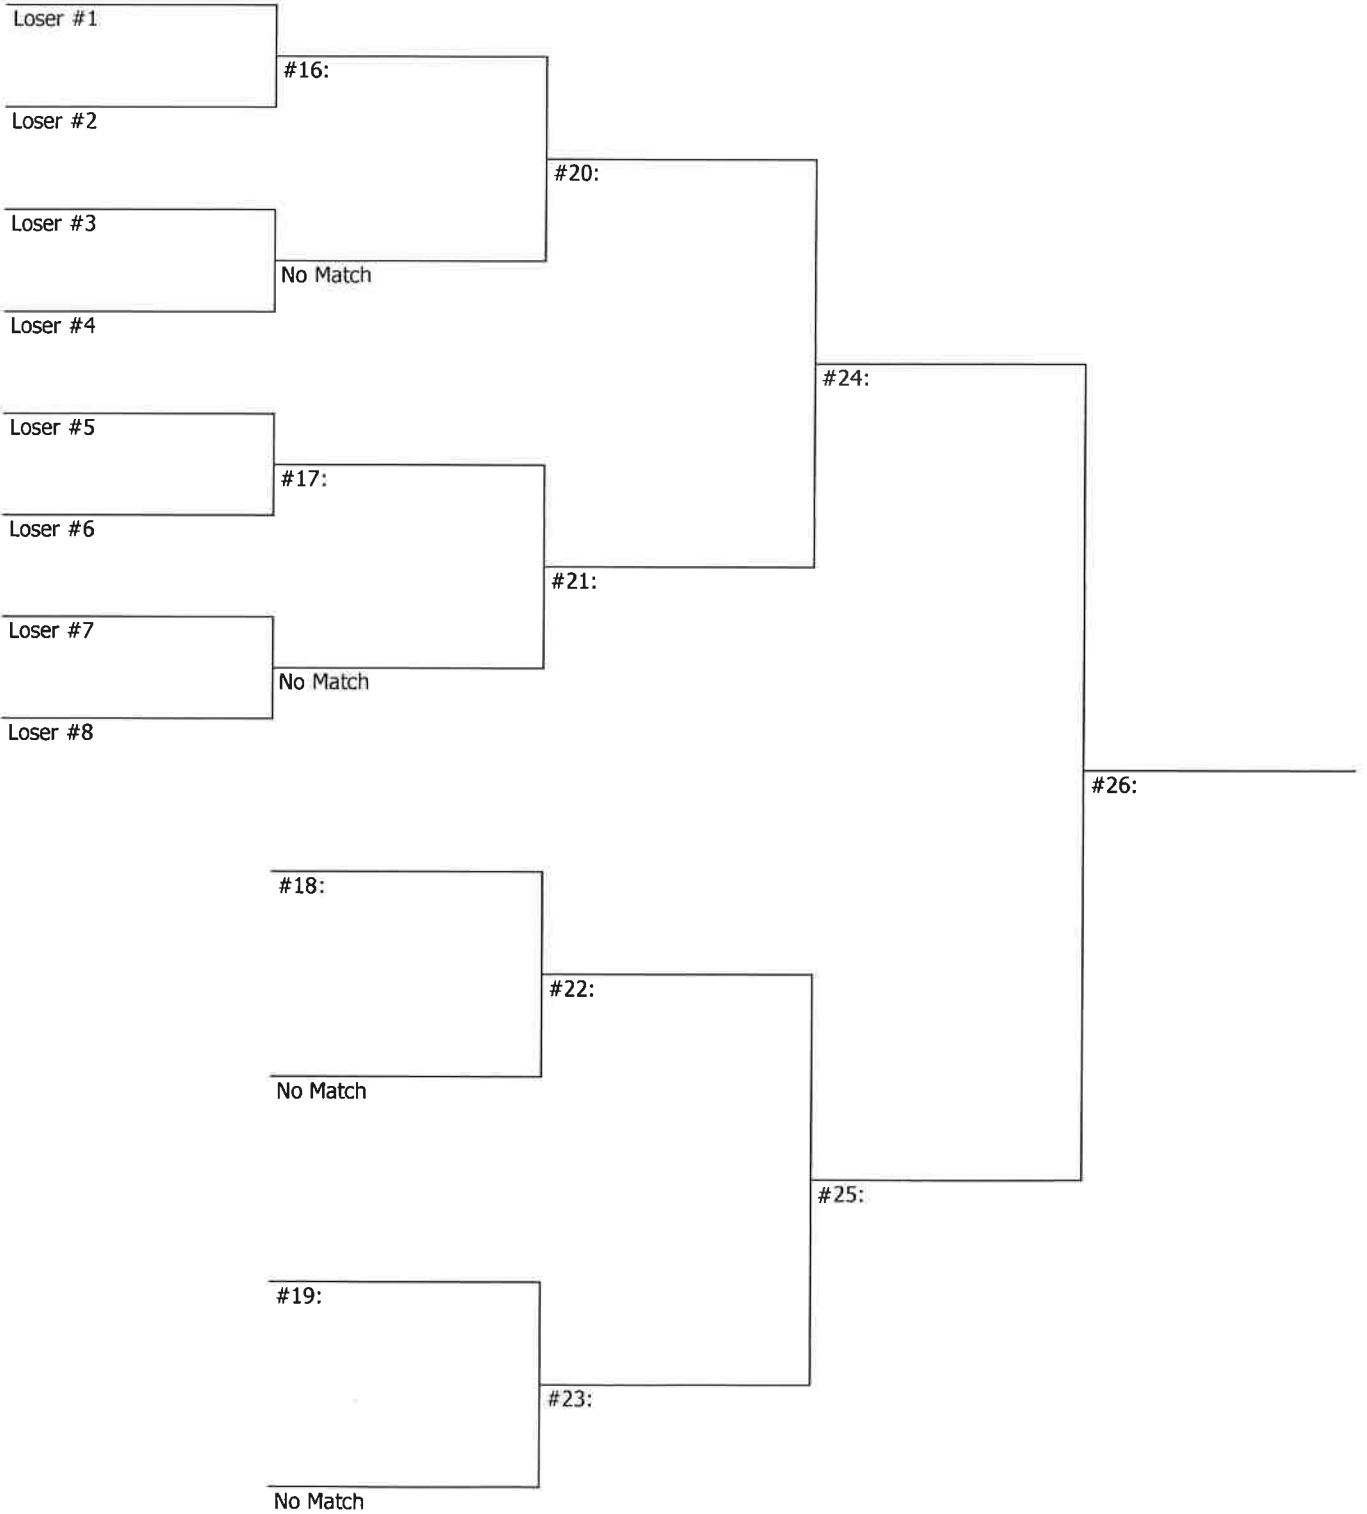 Loser #1
#16:
Loser #2
#20:
Loser #3
No Match
Loser #4
#24:
Loser #5
#17:
Loser #6
#21:
Loser #7
No Match
Loser #8
#26:
#18:
#22:
No Match
#25:
#19:
#23:
No Match